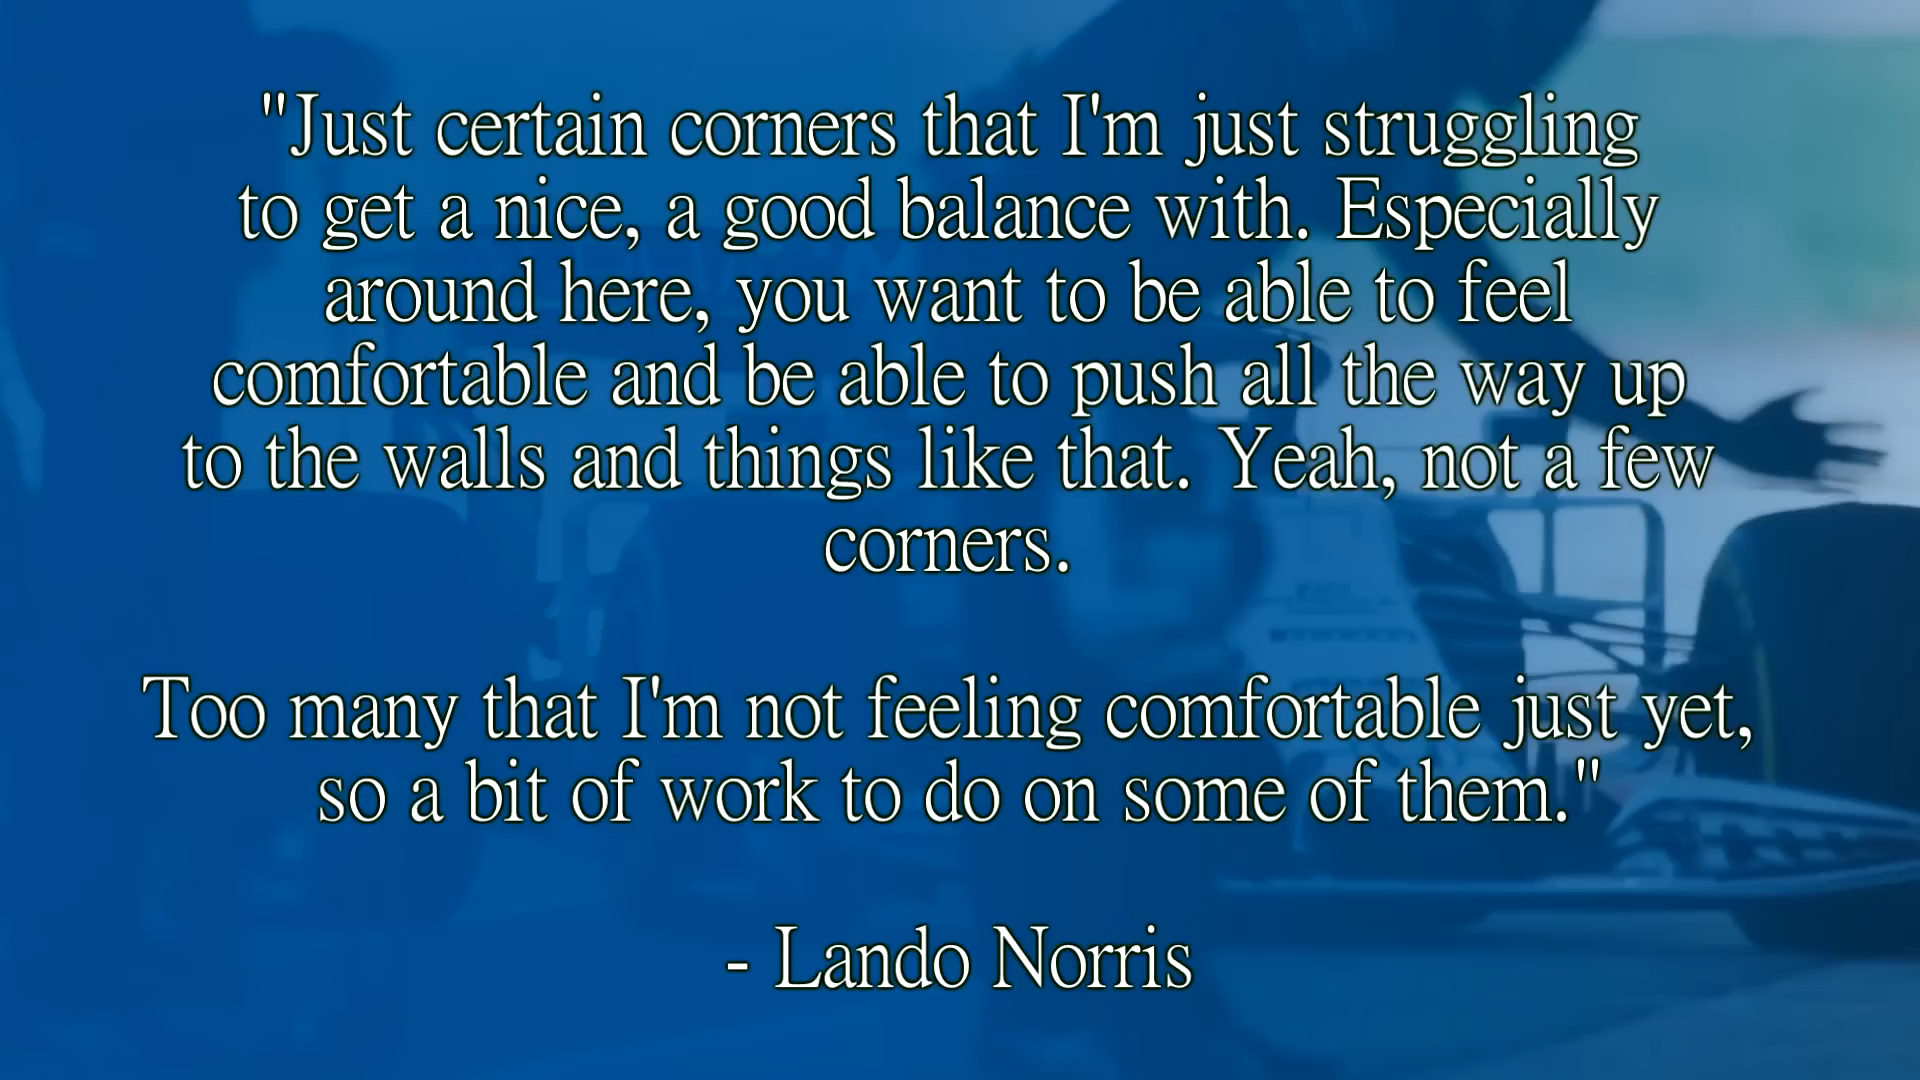 "Just certain corners that I'm just struggling
to get a nice, a good balance with. Especially
around here, you want to be able to feel
comfortable and be able to push all the way up
to the walls and things like that. Yeah, not a few
corners.
Too many that I'm not feeling comfortable just yet,
so a bit of work to do on some of them."
- Lando Norris